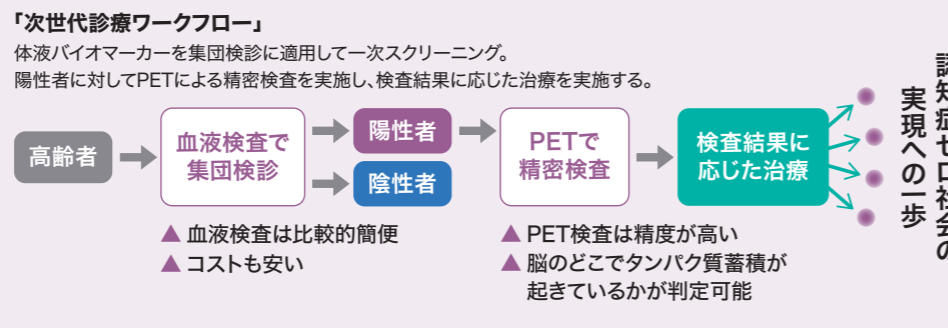 「次世代診療ワークフロー」
体液バイオマーカーを集団検診に適用して一次スクリーニング。
陽性者に対してPETによる精密検査を実施し、検査結果に応じた治療を実施する。
高齢者
血液検査で
集団検診
陽性者
陰性者
PETで
精密検査
検査結果に
応じた治療
▲ 血液検査は比較的簡便
▲ コストも安い
▲ PET検査は精度が高い
▲ 脳のどこでタンパク質蓄積が
起きているかが判定可能
認知症ゼロ社会の
実現への一歩